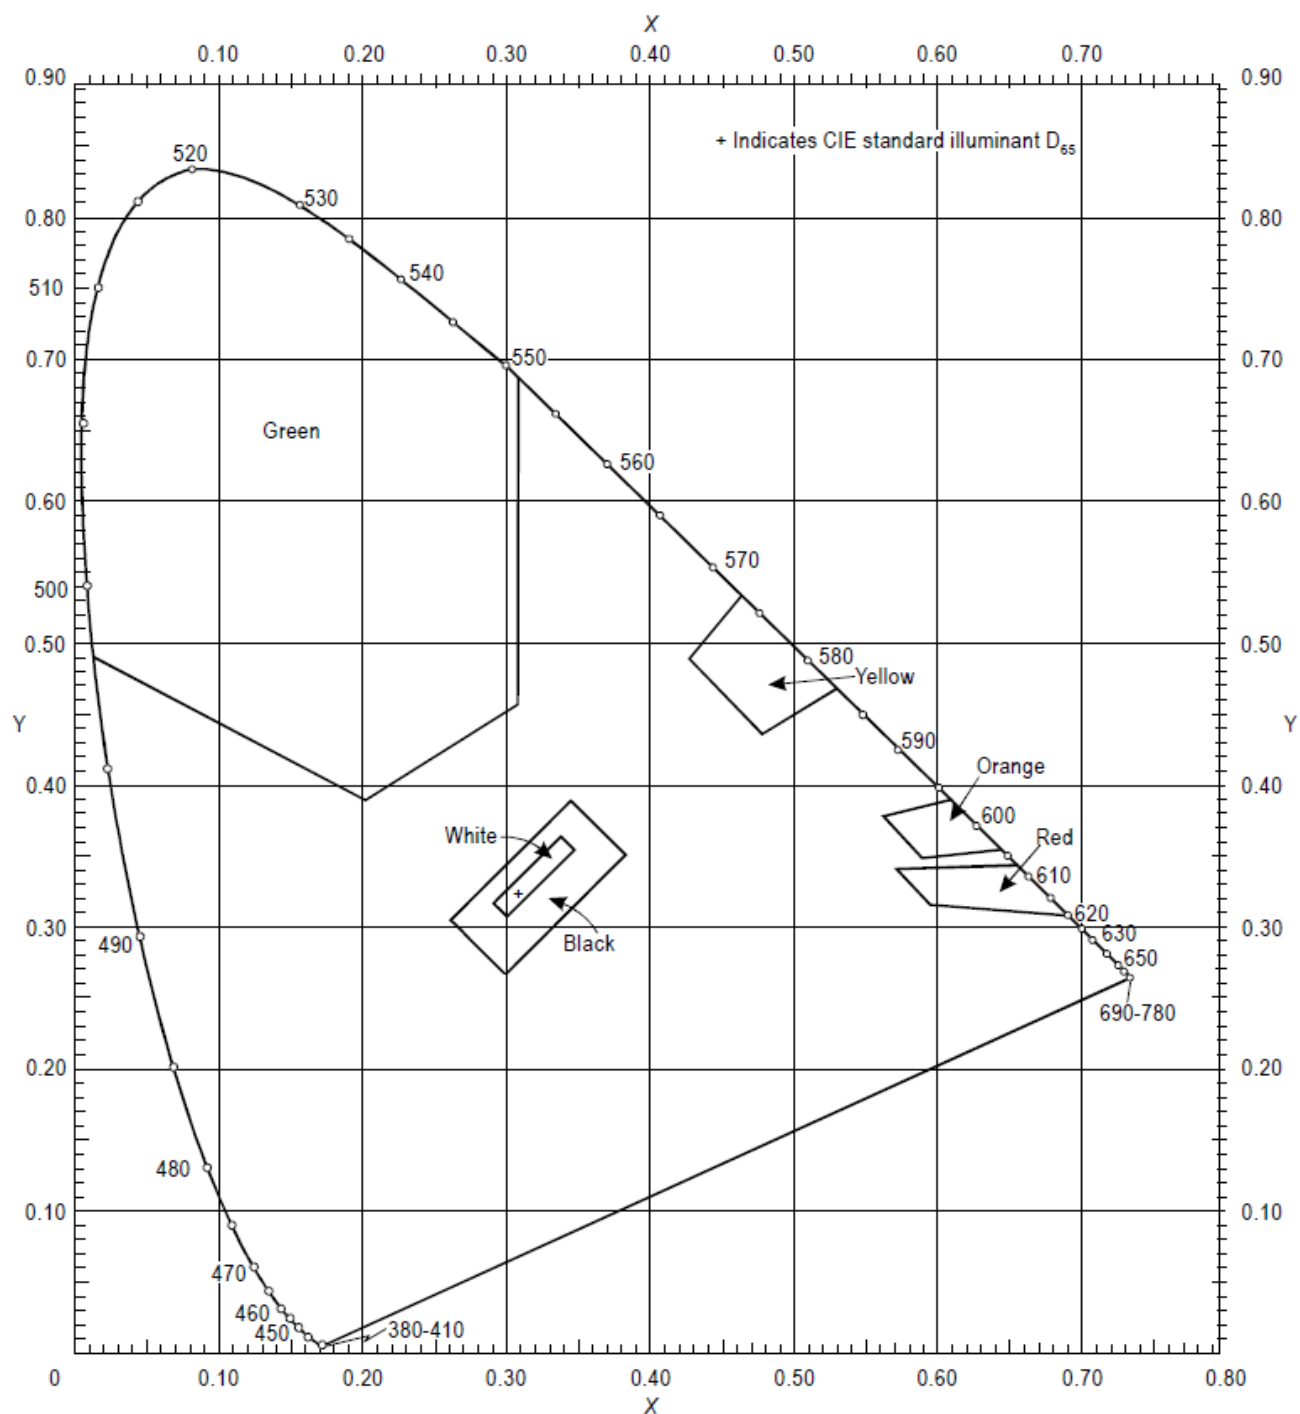 X
0.10 0.20 0.30 0.40 0.50 0.60 0.70
0.90 0.90
+ Indicates CIE standard illuminant D₆₅
520
530
0.80 0.80
540
510
550
0.70 0.70
Green
560
0.60 0.60
570
500
0.50 0.50
580
Yellow
Y Y
590
Orange
0.40 0.40
600
White Red
610
620
0.30 0.30
630
490 Black
650
690-780
0.20 0.20
480
0.10 0.10
470
460
450 380-410
0 0.10 0.20 0.30 0.40 0.50 0.60 0.70 0.80
X